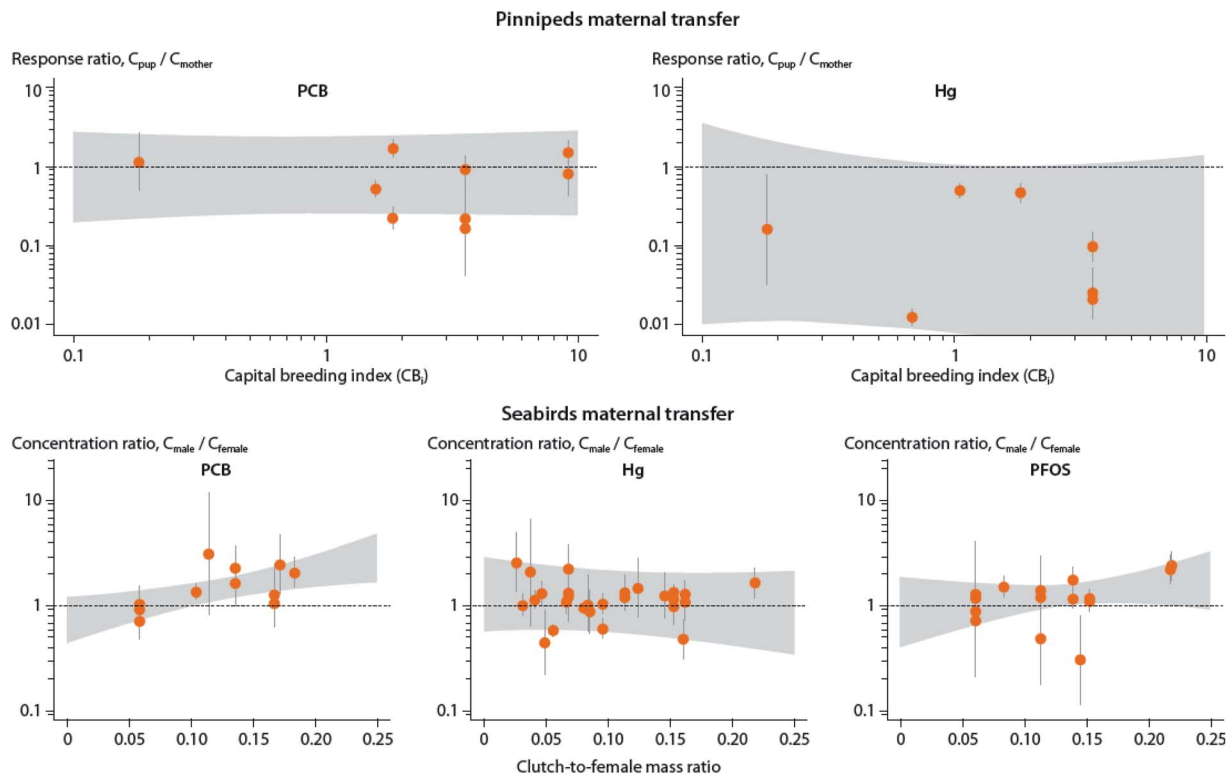 Pinnipeds maternal transfer
Response ratio, Cpup / Cmother
PCB
10
1
0.1
0.01
0.1
1
10
Capital breeding index (CBi)
Response ratio, Cpup / Cmother
Hg
10
1
0.1
0.01
0.1
1
10
Capital breeding index (CBi)
Seabirds maternal transfer
Concentration ratio, Cmale / Cfemale
PCB
10
1
0.1
0 0.05 0.10 0.15 0.20 0.25
Concentration ratio, Cmale / Cfemale
Hg
10
1
0.1
0 0.05 0.10 0.15 0.20 0.25
Concentration ratio, Cmale / Cfemale
PFOS
10
1
0.1
0 0.05 0.10 0.15 0.20 0.25
Clutch-to-female mass ratio